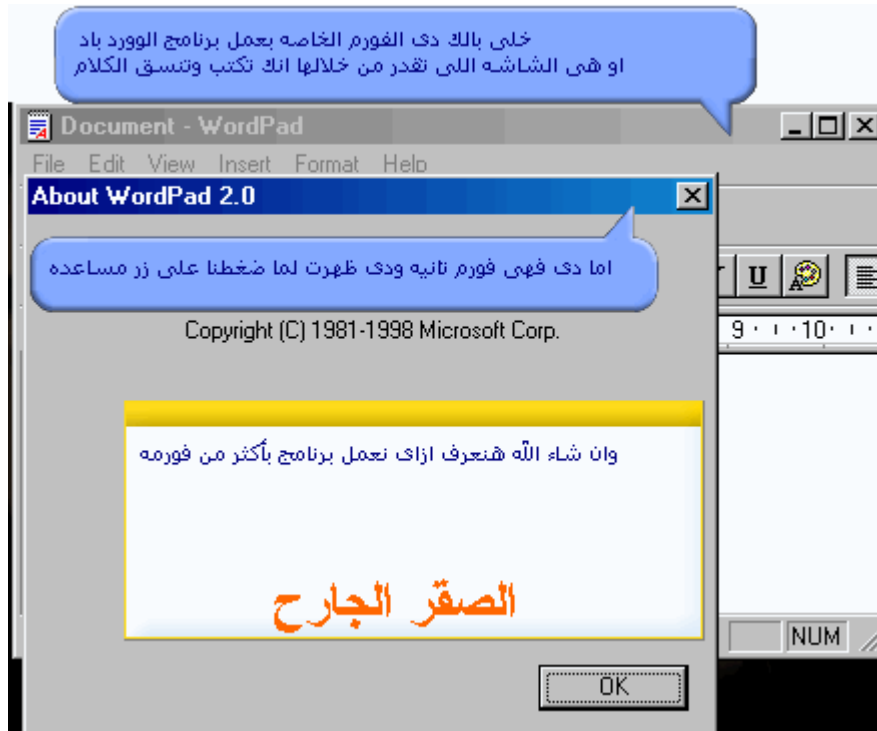 خلى بالك دى الفورم الخاصه بعمل برنامج الوورد باد
او هى الشاشه اللى تقدر من خلالها انك تكتب وتنسق الكلام
Document - WordPad
File Edit View Insert Format Help
About WordPad 2.0
اما دى فهى فورم تانيه ودى ظهرت لما ضغطنا على زر مساعده
U
Copyright (C) 1981-1998 Microsoft Corp.
9 10
وان شاء الله هنعرف ازاى نعمل برنامج بأكثر من فورمه
الصقر الجارح
NUM
OK